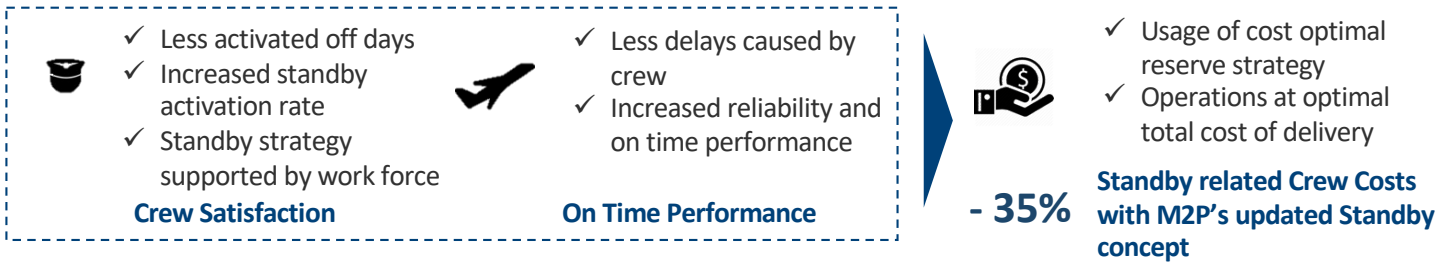 ✓ Less activated off days
✓ Increased standby
activation rate
✓ Standby strategy
supported by work force
Crew Satisfaction
✓ Less delays caused by
crew
✓ Increased reliability and
on time performance
On Time Performance
$
✓ Usage of cost optimal
reserve strategy
✓ Operations at optimal
total cost of delivery
- 35%
Standby related Crew Costs
with M2P’s updated Standby
concept